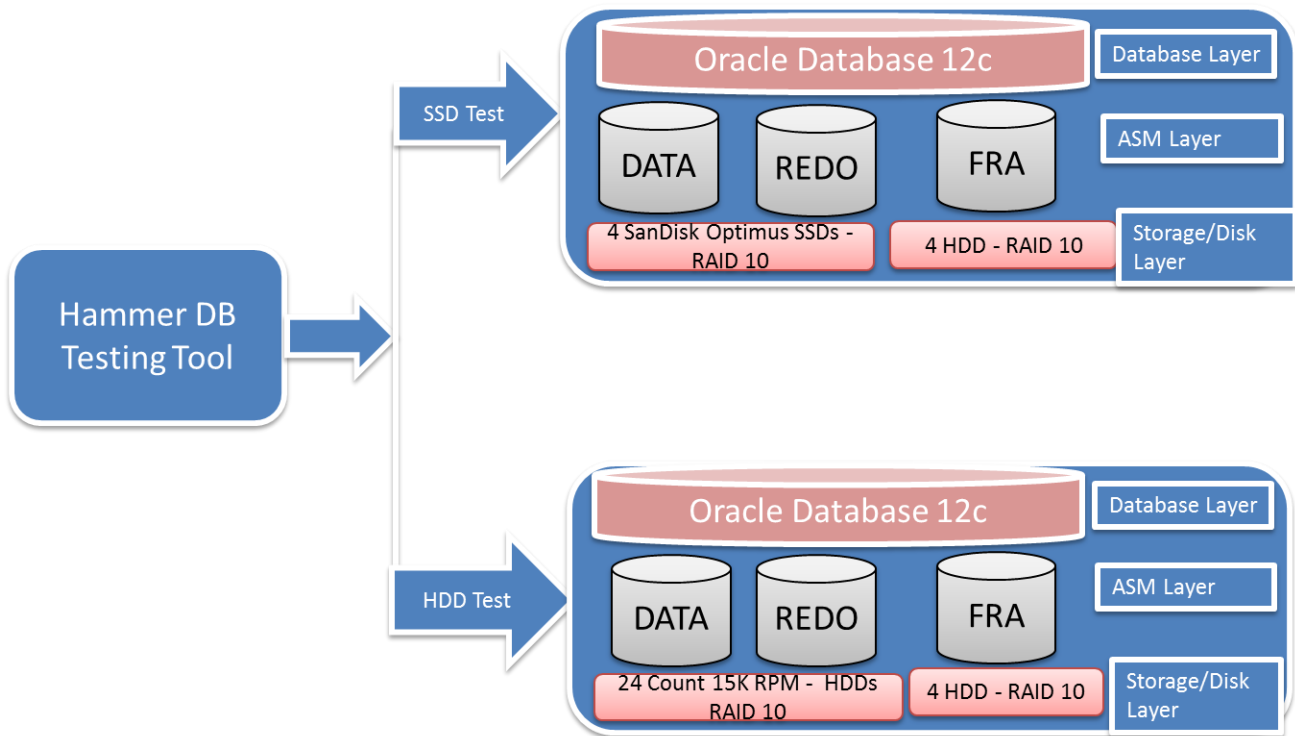 Oracle Database 12c
Database Layer
SSD Test
DATA
REDO
FRA
ASM Layer
4 SanDisk Optimus SSDs -
RAID 10
4 HDD - RAID 10
Storage/Disk
Layer
Hammer DB
Testing Tool
Oracle Database 12c
Database Layer
HDD Test
DATA
REDO
FRA
ASM Layer
24 Count 15K RPM - HDDs
RAID 10
4 HDD - RAID 10
Storage/Disk
Layer